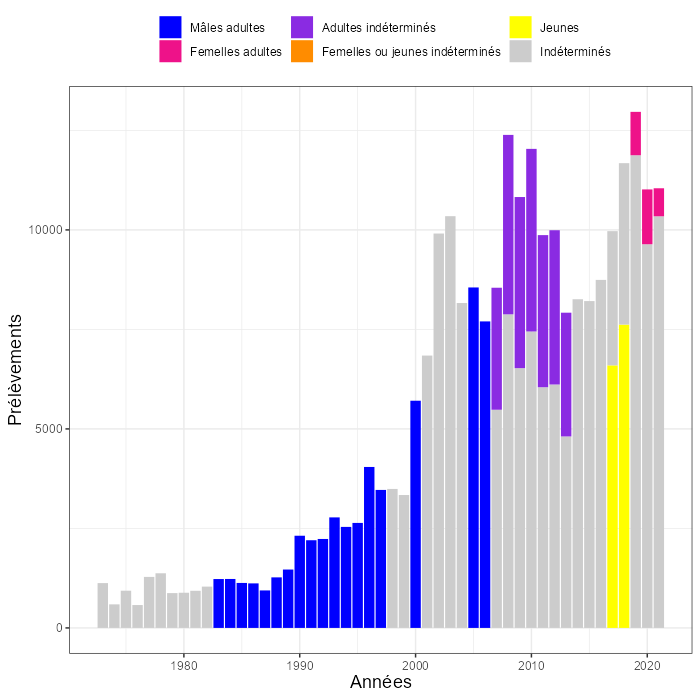 Mâles adultes
Adultes indéterminés
Jeunes
Femelles adultes
Femelles ou jeunes indéterminés
Indéterminés
10000
5000
0
Prélèvements
1980
1990
2000
2010
2020
Années